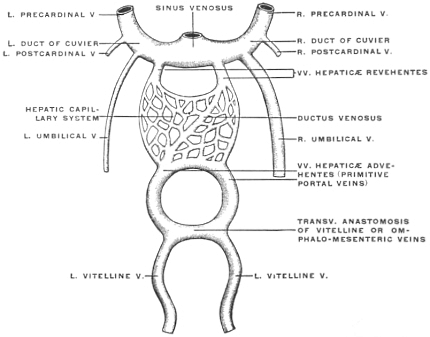 SINUS VENOSUS
L. PRECARDINAL V
R. PRECARDINAL V.
L. DUCT OF CUVIER
R. DUCT OF CUVIER
L. POSTCARDINAL V
R. POSTCARDINAL V.
VV. HEPATICÆ REVEHENTES
HEPATIC CAPIL-
LARY SYSTEM
DUCTUS VENOSUS
L. UMBILICAL V
R. UMBILICAL V.
VV. HEPATICÆ ADVE-
HENTES (PRIMITIVE
PORTAL VEINS)
TRANSV. ANASTOMOSIS
OF VITELLINE OR OM-
PHALO-MESENTERIC VEINS
L. VITELLINE V.
L. VITELLINE V.